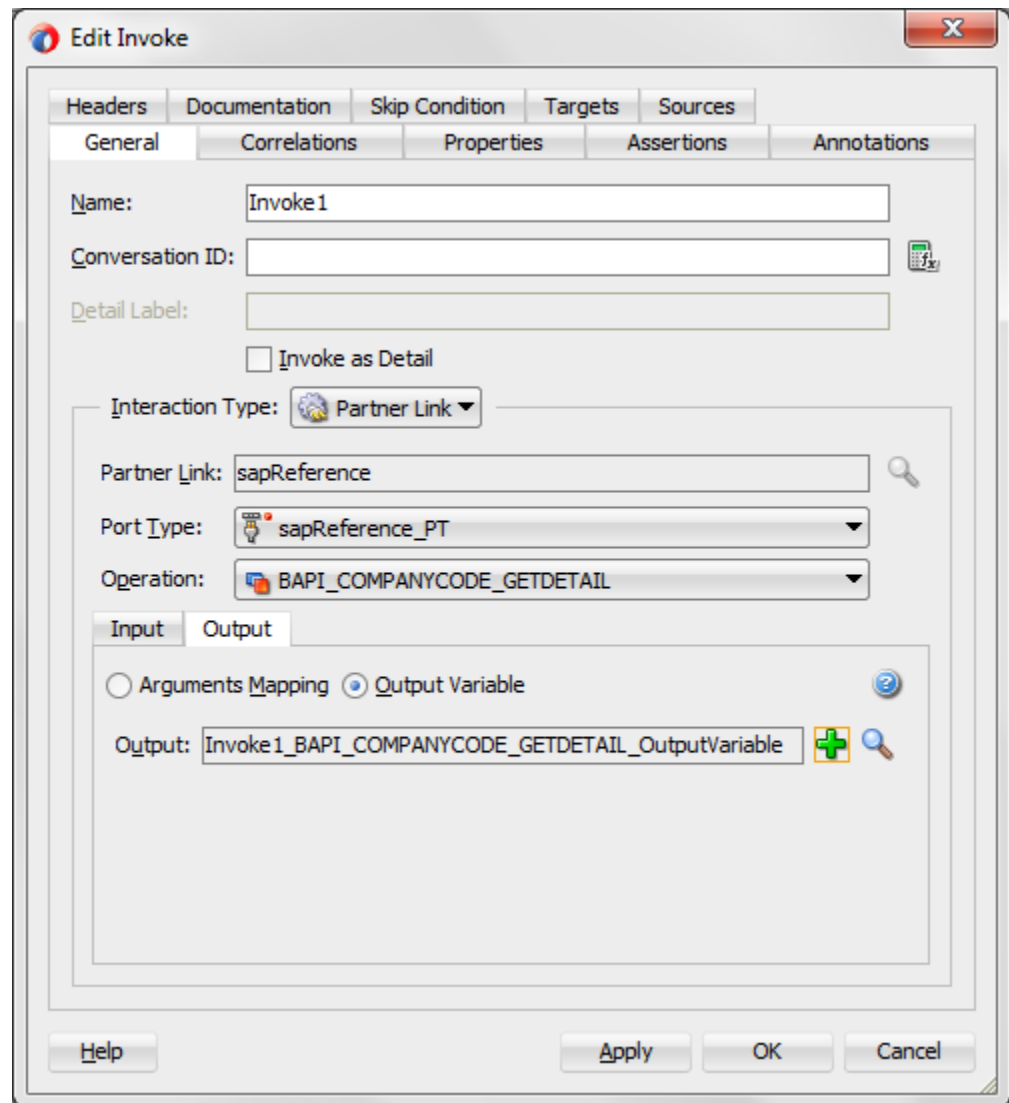 Edit Invoke
Headers Documentation Skip Condition Targets Sources
General Correlations Properties Assertions Annotations
Name: Invoke1
Conversation ID:
Detail Label:
Invoke as Detail
Interaction Type: Partner Link
Partner Link: sapReference
Port Type: sapReference_PT
Operation: BAPI_COMPANYCODE_GETDETAIL
Input Output
Arguments Mapping Output Variable
Output: Invoke1_BAPI_COMPANYCODE_GETDETAIL_OutputVariable
Help Apply OK Cancel